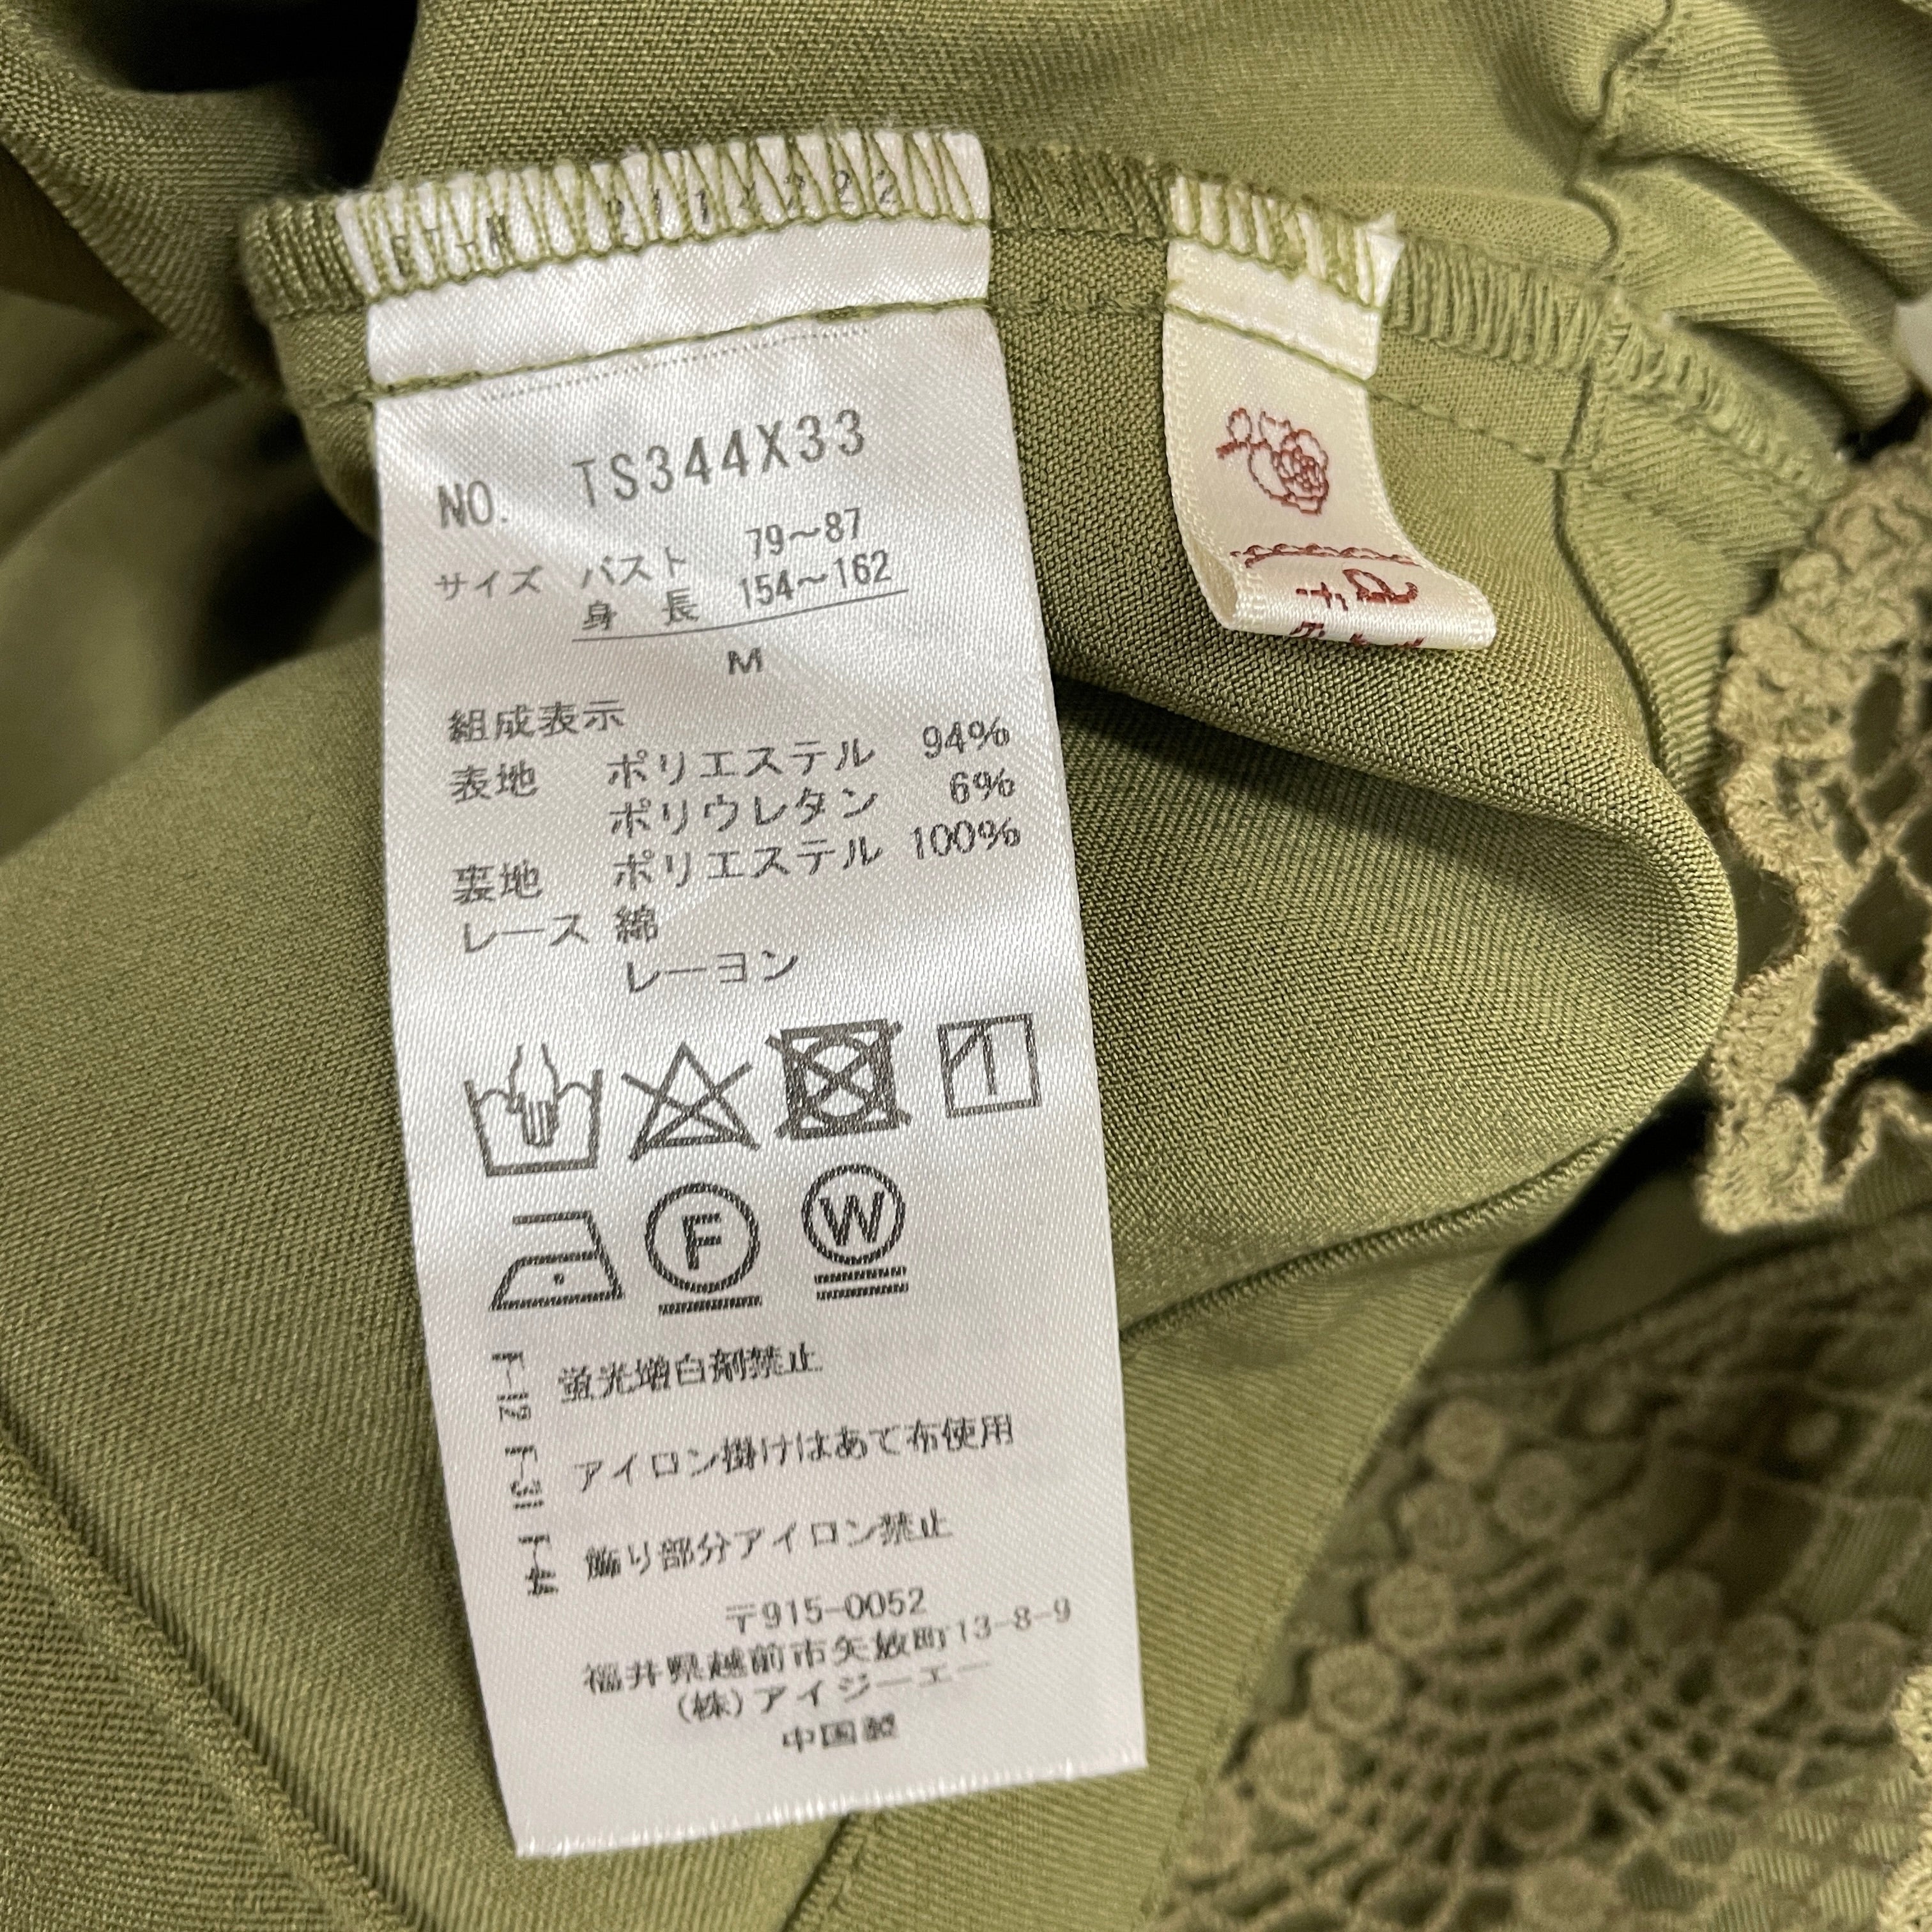 NO. TS344X33
サイズ バスト 79〜87
身 長 154〜162
M
組成表示
表地 ポリエステル 94%
ポリウレタン 6%
裏地 ポリエステル 100%
レース 綿
レーヨン
F
W
F-12 蛍光増白剤禁止
F-31 アイロン掛けはあて布使用
F-44 飾り部分アイロン禁止
〒915-0052
福井県越前市矢放町13-8-9
(株)アイジーエー
中国製